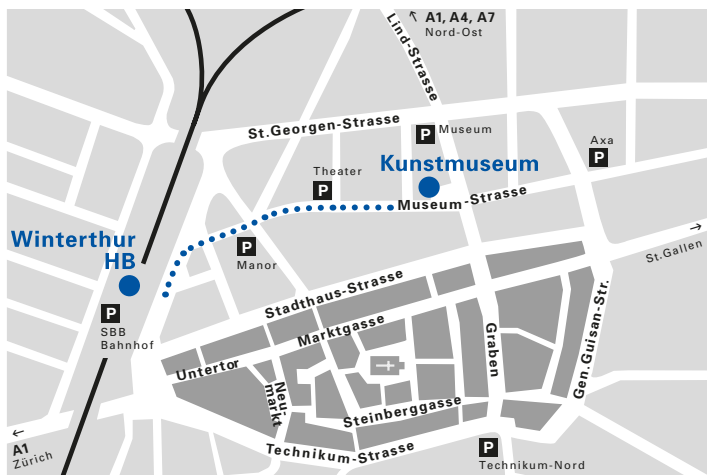 A1, A4, A7
Nord-Ost
Lind-Strasse
St.Georgen-Strasse
P Museum
Axa
P
Kunstmuseum
Theater
P
Museum-Strasse
P
Manor
Winterthur
HB
St.Gallen
P
SBB
Bahnhof
Stadthaus-Strasse
Marktgasse
Untertor
Neu-
markt
Graben
Gen.Guisan-Str.
Steinberggasse
Technikum-Strasse
A1
Zürich
P
Technikum-Nord